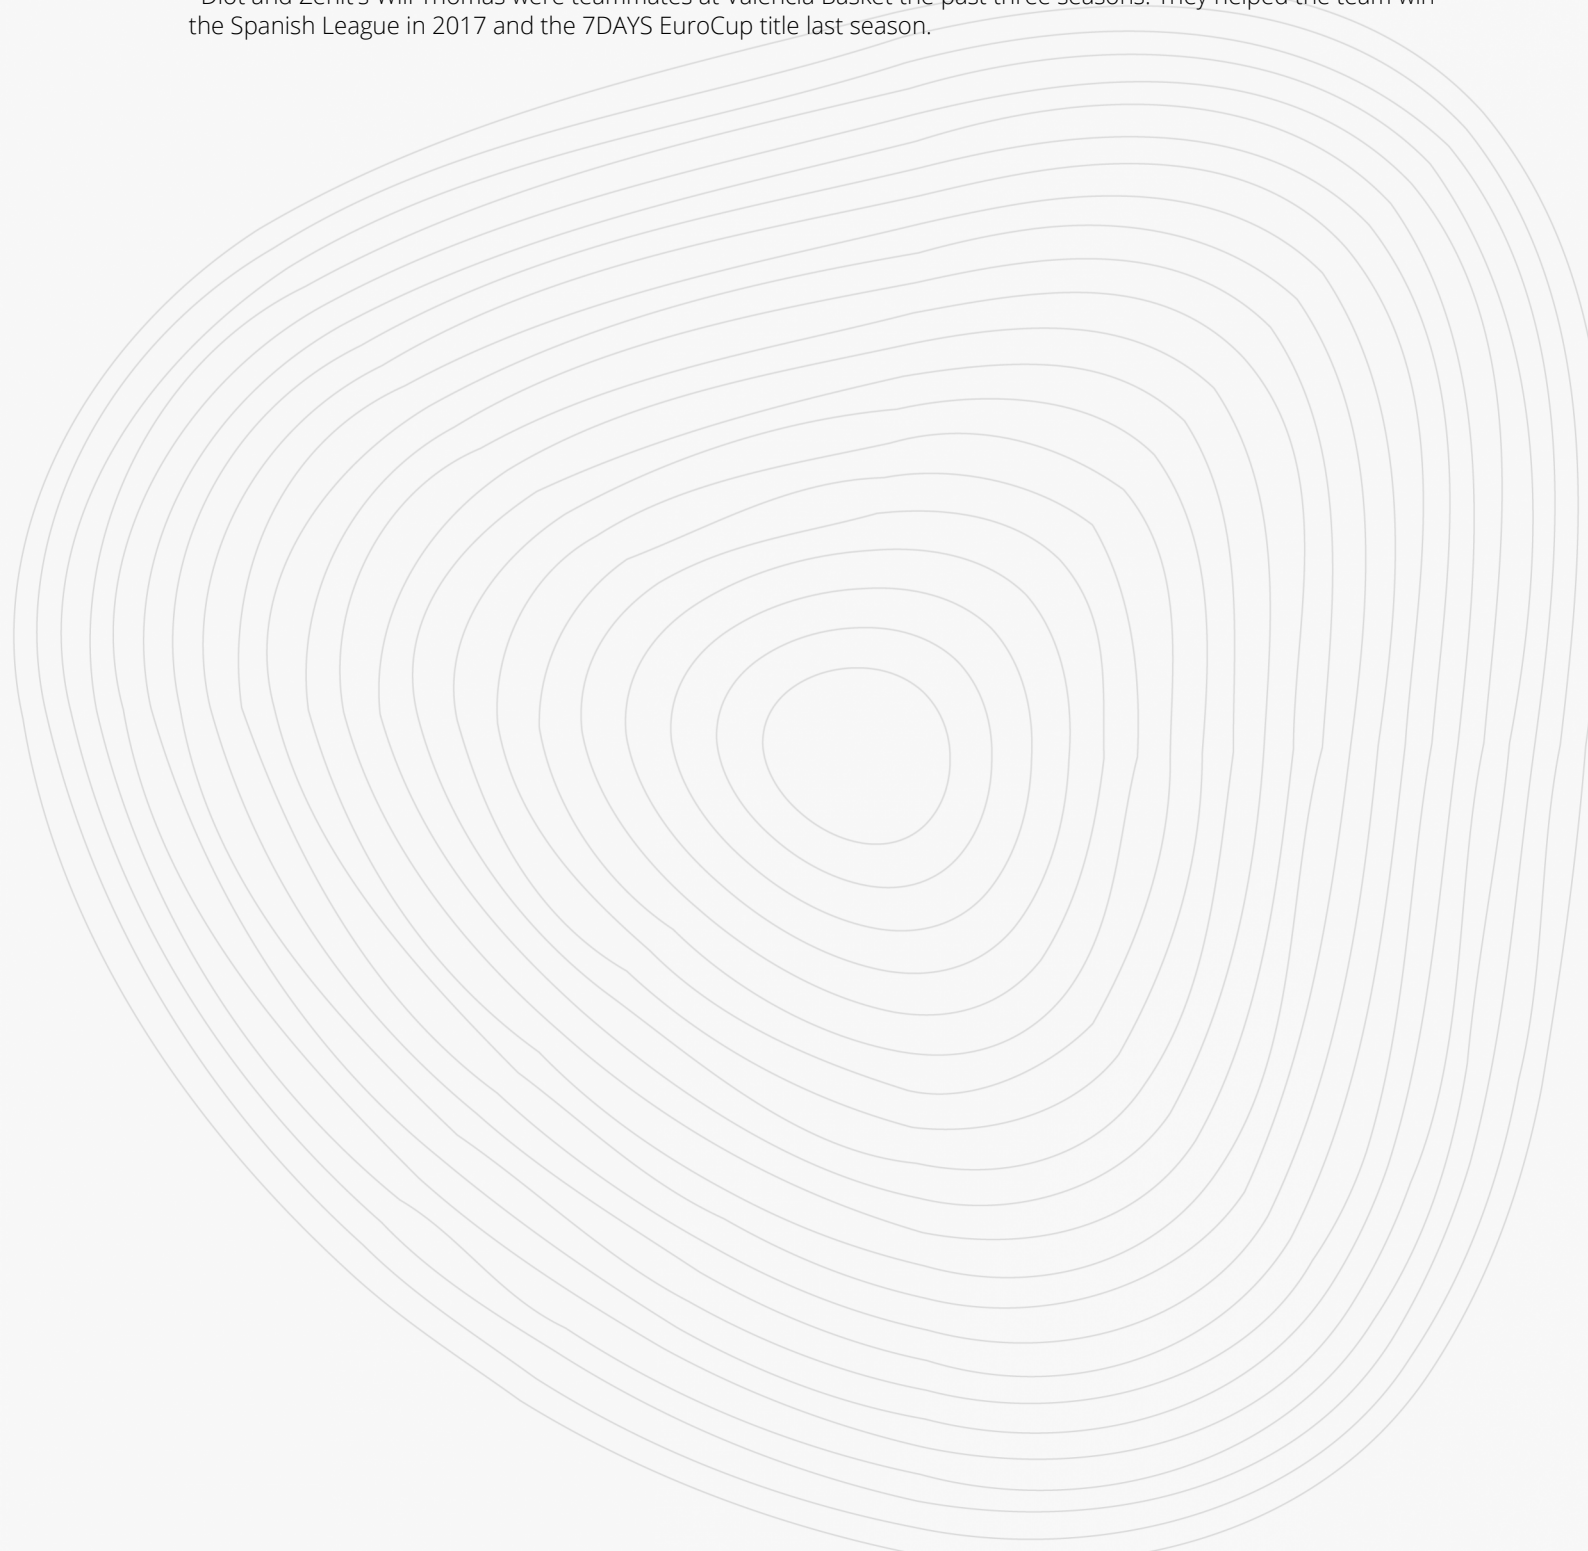 Diot and Zenit's Will Thomas were teammates at Valencia Basket the past three seasons. They helped the team win
the Spanish League in 2017 and the 7DAYS EuroCup title last season.